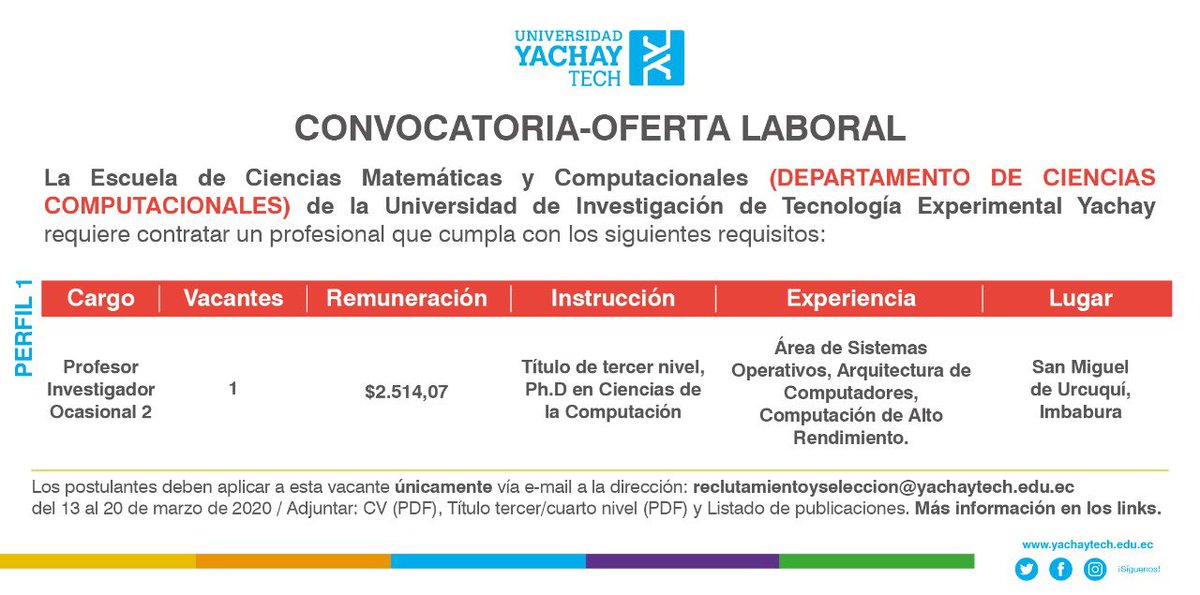 UNIVERSIDAD
YACHAY
TECH
CONVOCATORIA-OFERTA LABORAL
La Escuela de Ciencias Matemáticas y Computacionales (DEPARTAMENTO DE CIENCIAS
COMPUTACIONALES) de la Universidad de Investigación de Tecnología Experimental Yachay
requiere contratar un profesional que cumpla con los siguientes requisitos:
PERFIL 1
Cargo Vacantes Remuneración Instrucción Experiencia Lugar
Profesor
Investigador
Ocasional 2
1
$2.514,07
Título de tercer nivel,
Ph.D en Ciencias de
la Computación
Área de Sistemas
Operativos, Arquitectura de
Computadores,
Computación de Alto
Rendimiento.
San Miguel
de Urcuquí,
Imbabura
Los postulantes deben aplicar a esta vacante únicamente vía e-mail a la dirección: reclutamientoyseleccion@yachaytech.edu.ec
del 13 al 20 de marzo de 2020 / Adjuntar: CV (PDF), Título tercer/cuarto nivel (PDF) y Listado de publicaciones. Más información en los links.
www.yachaytech.edu.ec
¡Síguenos!